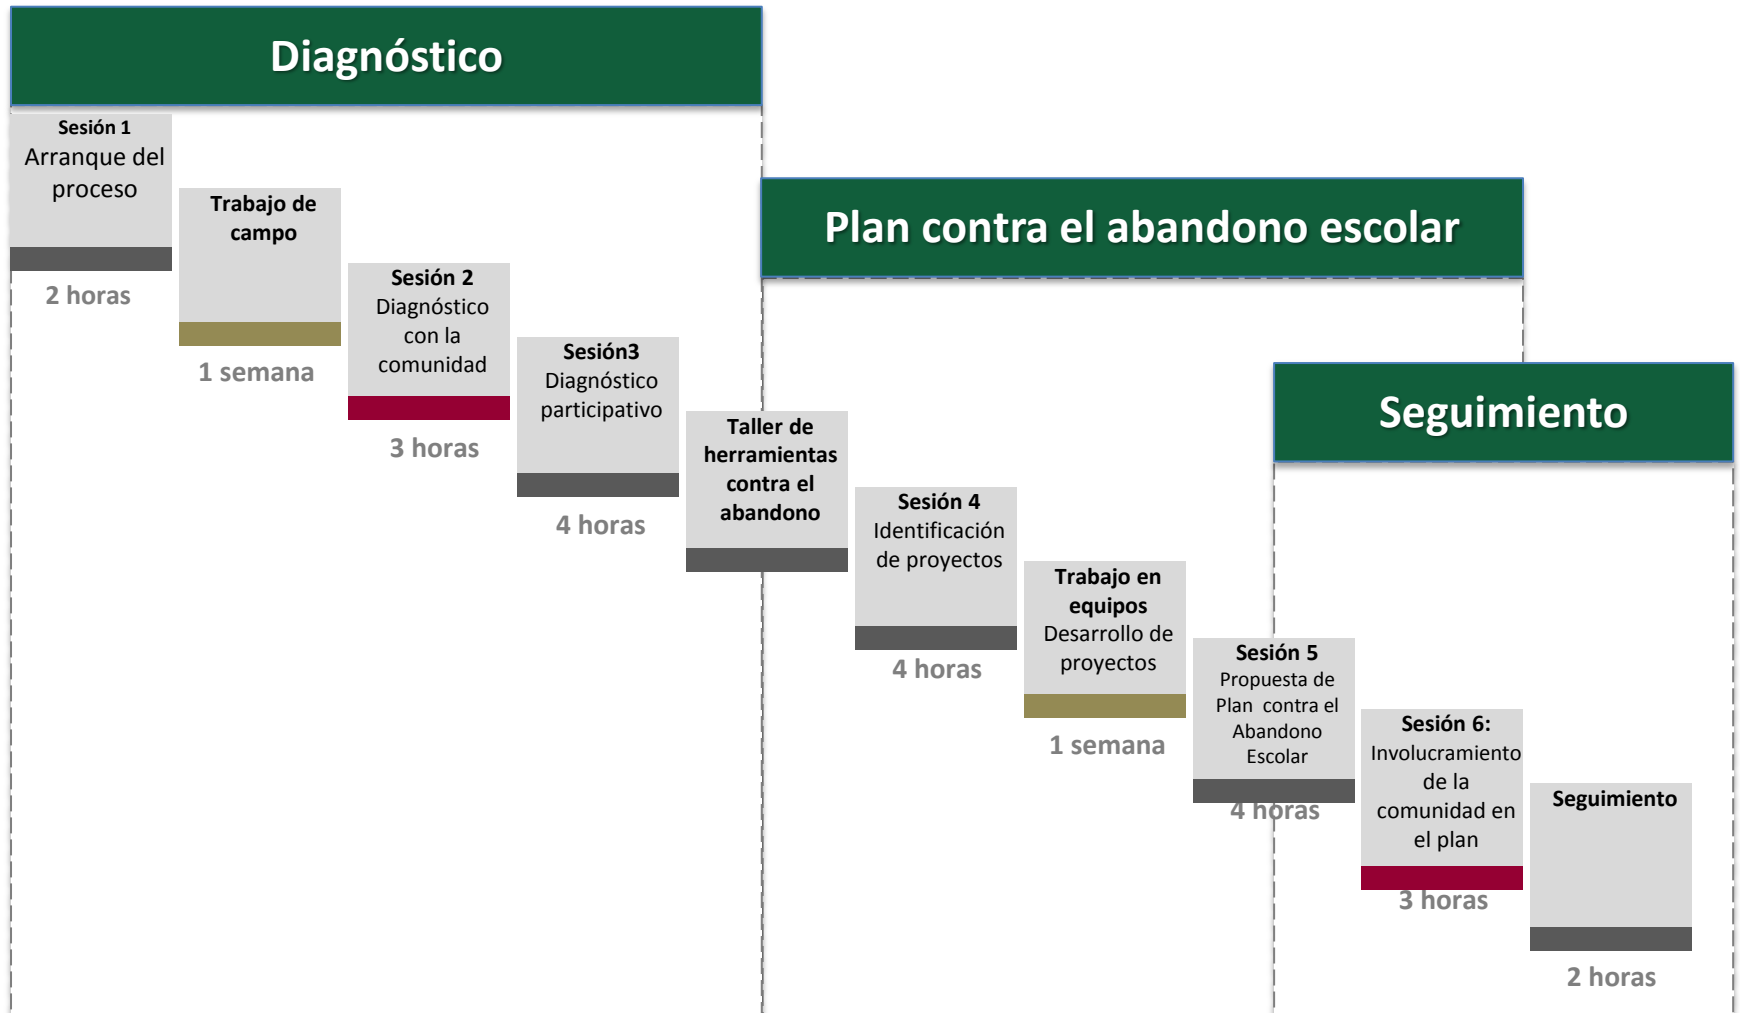 Diagnóstico
Sesión 1
Arranque del
proceso
2 horas
Trabajo de
campo
1 semana
Sesión 2
Diagnóstico
con la
comunidad
3 horas
Sesión3
Diagnóstico
participativo
4 horas
Taller de
herramientas
contra el
abandono
Plan contra el abandono escolar
Sesión 4
Identificación
de proyectos
4 horas
Trabajo en
equipos
Desarrollo de
proyectos
1 semana
Sesión 5
Propuesta de
Plan contra el
Abandono
Escolar
4 horas
Seguimiento
Sesión 6:
Involucramiento
de la
comunidad en
el plan
3 horas
Seguimiento
2 horas